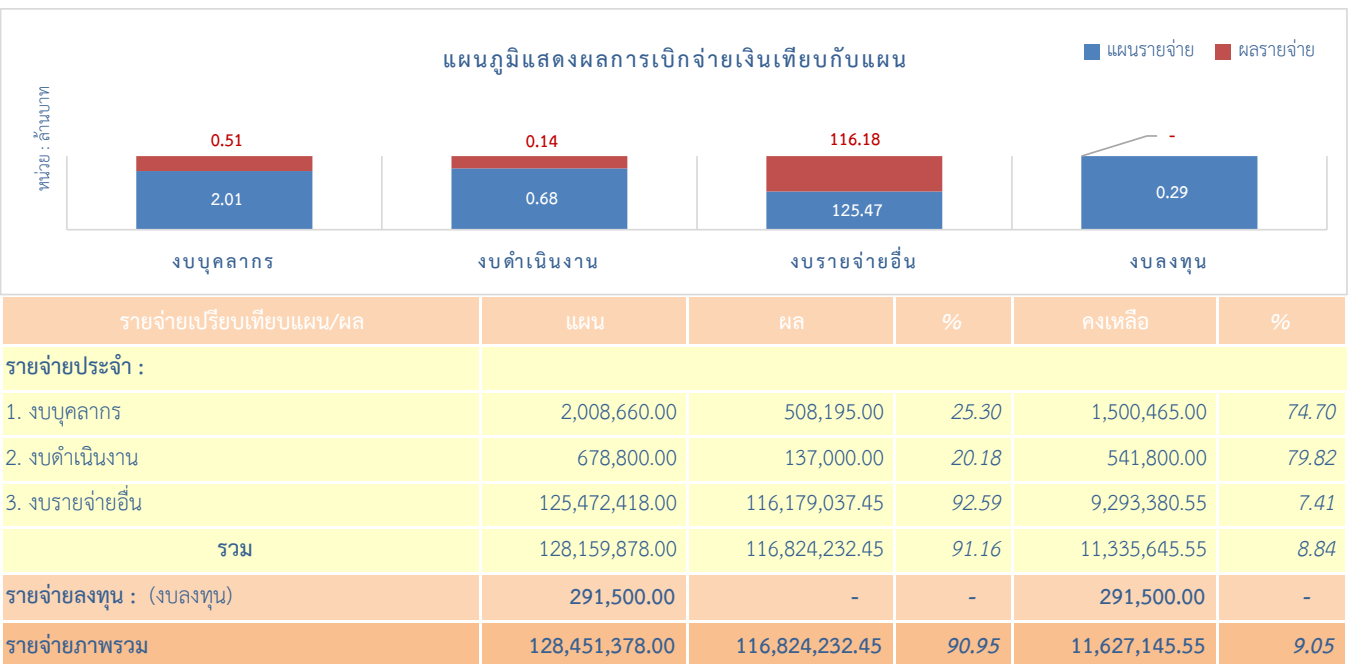 แผนภูมิแสดงผลการเบิกจ่ายเงินเทียบกับแผน
แผนรายจ่าย ผลรายจ่าย
หน่วย : ล้านบาท
0.51 0.14 116.18 -
2.01 0.68 125.47 0.29
งบบุคลากร งบดำเนินงาน งบรายจ่ายอื่น งบลงทุน
รายจ่ายเปรียบเทียบแผน/ผล แผน ผล % คงเหลือ %
รายจ่ายประจำ :
1. งบบุคลากร 2,008,660.00 508,195.00 25.30 1,500,465.00 74.70
2. งบดำเนินงาน 678,800.00 137,000.00 20.18 541,800.00 79.82
3. งบรายจ่ายอื่น 125,472,418.00 116,179,037.45 92.59 9,293,380.55 7.41
รวม 128,159,878.00 116,824,232.45 91.16 11,335,645.55 8.84
รายจ่ายลงทุน : (งบลงทุน) 291,500.00 - - 291,500.00 -
รายจ่ายภาพรวม 128,451,378.00 116,824,232.45 90.95 11,627,145.55 9.05